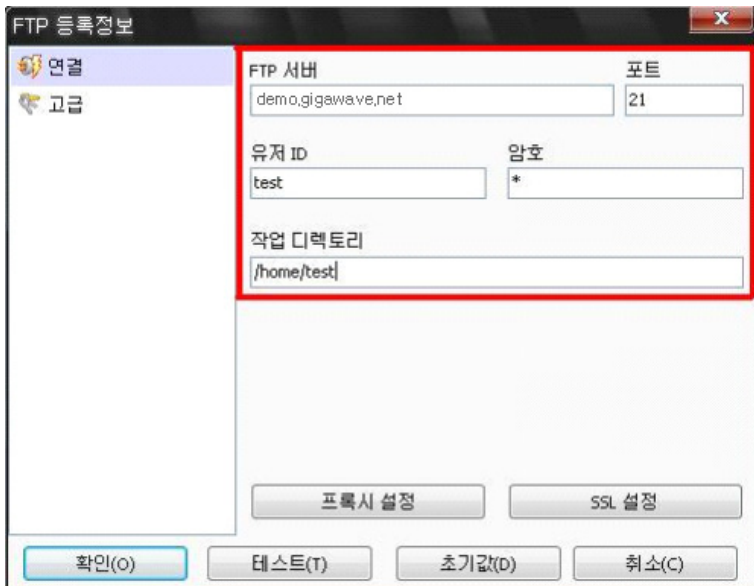 FTP 등록정보
연결
고급
FTP 서버
포트
demo,gigawave,net
21
유저 ID
암호
test
*
작업 디렉토리
/home/test
프록시 설정
SSL 설정
확인(O)
테스트(T)
초기값(D)
취소(C)